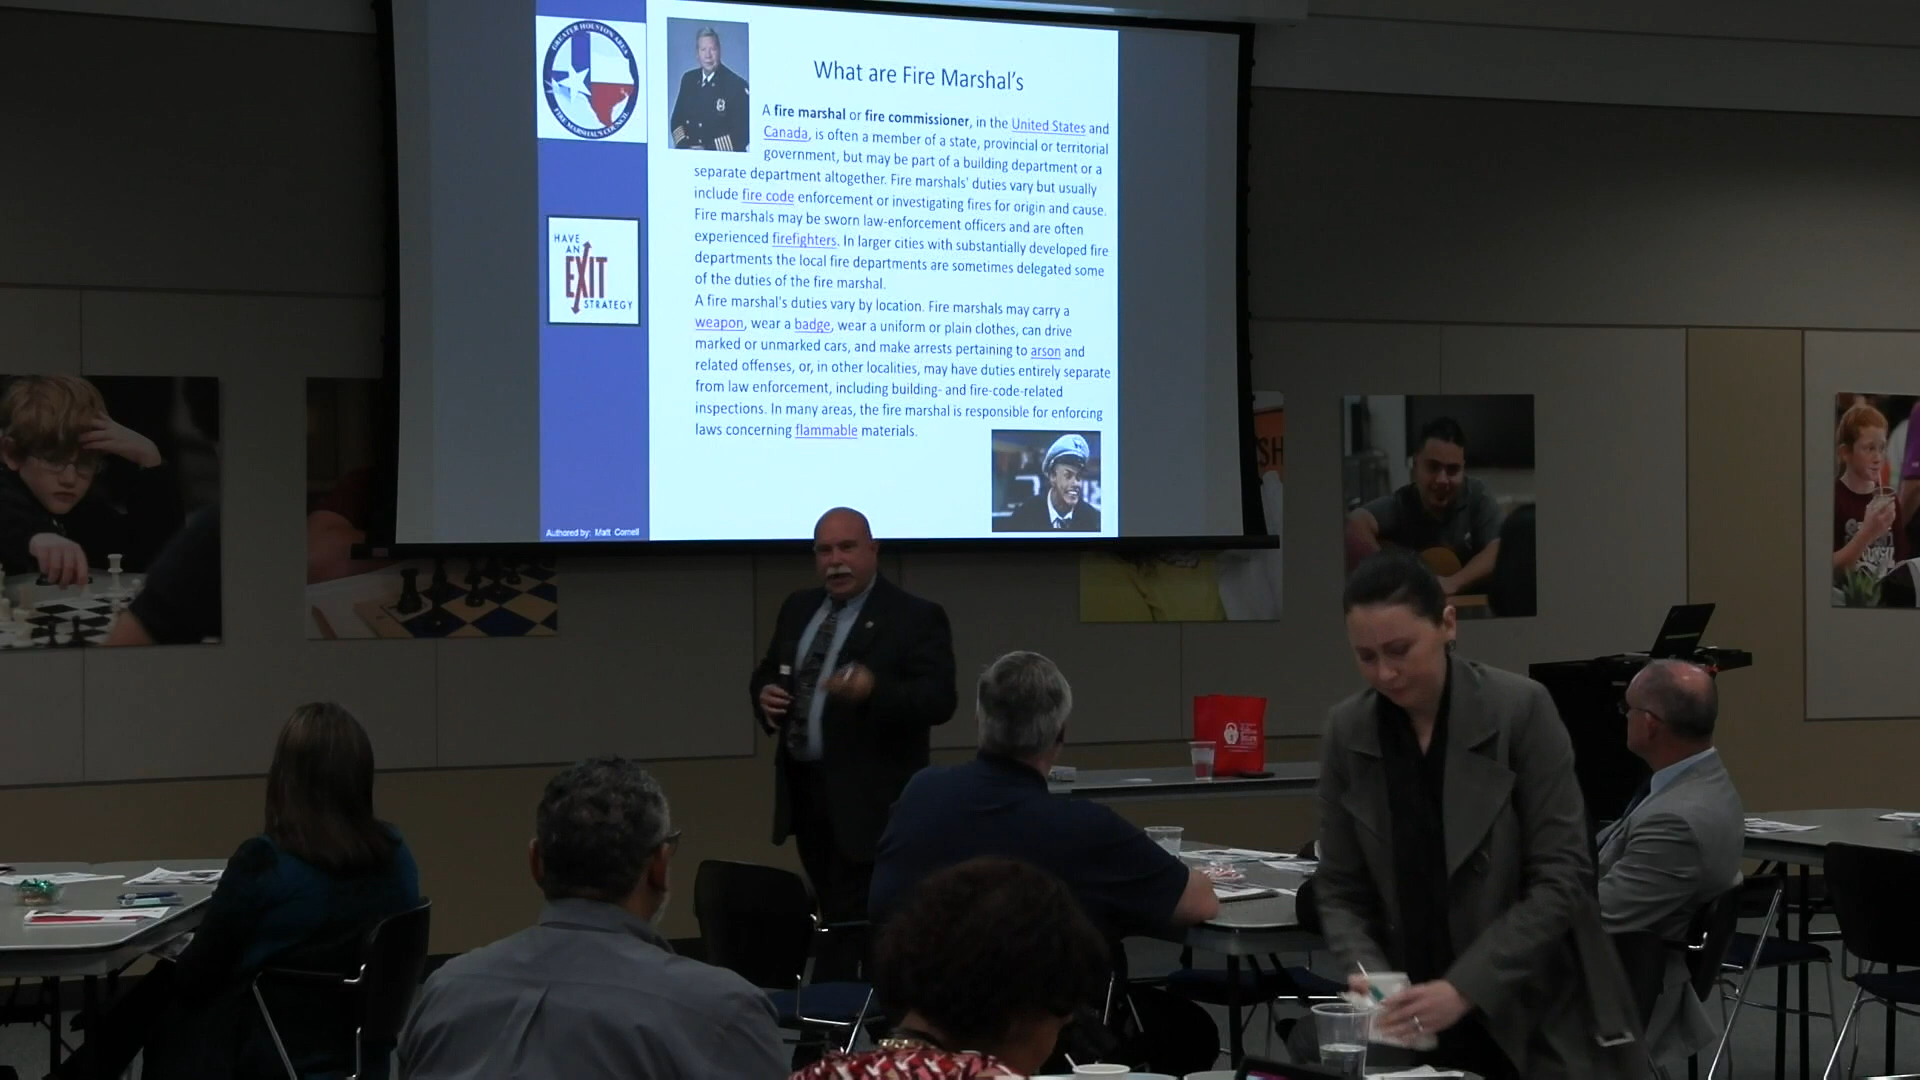 GREATER HOUSTON AREA
FIRE MARSHAL'S COUNCIL
HAVE
AN
EXIT
STRATEGY
Authored by: Matt Cornell
What are Fire Marshal's
A fire marshal or fire commissioner, in the United States and
Canada, is often a member of a state, provincial or territorial
government, but may be part of a building department or a
separate department altogether. Fire marshals' duties vary but usually
include fire code enforcement or investigating fires for origin and cause.
Fire marshals may be sworn law-enforcement officers and are often
experienced firefighters. In larger cities with substantially developed fire
departments the local fire departments are sometimes delegated some
of the duties of the fire marshal.
A fire marshal's duties vary by location. Fire marshals may carry a
weapon, wear a badge, wear a uniform or plain clothes, can drive
marked or unmarked cars, and make arrests pertaining to arson and
related offenses, or, in other localities, may have duties entirely separate
from law enforcement, including building- and fire-code-related
inspections. In many areas, the fire marshal is responsible for enforcing
laws concerning flammable materials.
SH